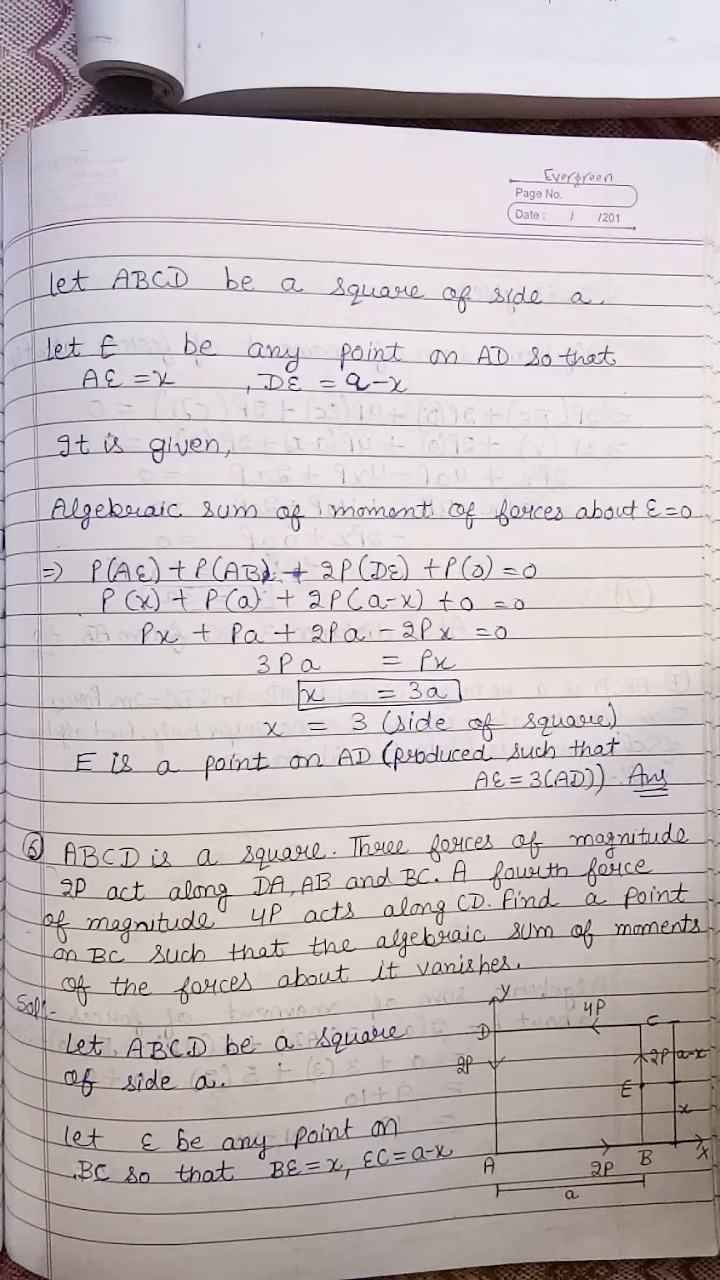 Evergreen
Page No.
Date : / /201
let ABCD be a square of side a.
let E be any point on AD so that
AE = x , DE = a-x
It is given,
Algebraic sum of moment of forces about E=0
=> P(AE) + P(AB) + 2P(DE) + P(0) = 0
P(x) + P(a) + 2P(a-x) + 0 = 0
Px + Pa + 2Pa - 2Px = 0
3Pa = Px
x = 3a
x = 3 (side of square)
E is a point on AD (produced such that
AE = 3(AD)) Ans
⑥ ABCD is a square. Three forces of magnitude
2P act along DA, AB and BC. A fourth force
of magnitude 4P acts along CD. Find a point
on BC such that the algebraic sum of moments
of the forces about it vanishes.
Sol:-
Let ABCD be a square
of side a.
let E be any point on
BC so that BE=x, EC=a-x
Y
4P
D
C
2P
2P
a-x
E
x
A
2P
B
X
a